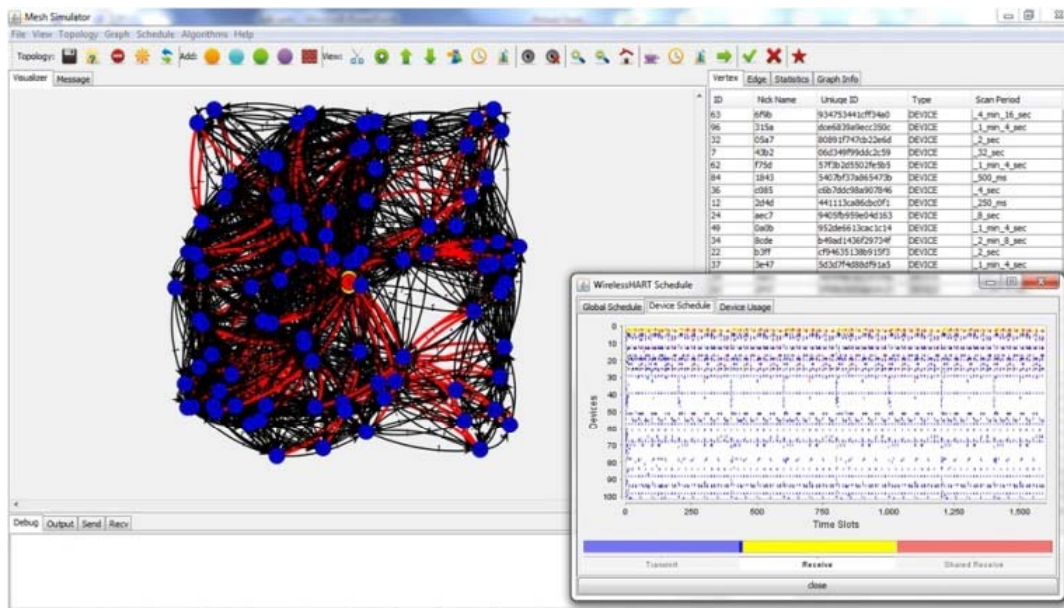 Mesh Simulator
File View Topology Graph Schedule Algorithms Help
Topology: Add: View:
Visualizer Message
Vertex Edge Statistics Graph Info
ID Nick Name Uniuqe ID Type Scan Period
63 6f9b 934753441cff34a0 DEVICE _4_min_16_sec
96 315a dce6839a9ecc350c DEVICE _1_min_4_sec
32 05a7 80891f747cb22e6d DEVICE _2_sec
7 43b2 06d349f99ddc2c59 DEVICE _32_sec
62 f75d 57f3b2d5502fe5b5 DEVICE _1_min_4_sec
84 1843 5407bf37a865473b DEVICE _500_ms
36 c085 c6b7ddc98a907846 DEVICE _4_sec
12 2d4d 441113ca86cbc0f1 DEVICE _250_ms
24 aec7 9405fb959e04d163 DEVICE _8_sec
49 0a0b 952de6613cac1c14 DEVICE _1_min_4_sec
34 8cde b49ad1436f29734f DEVICE _2_min_8_sec
22 b3ff cf94635138b915f3 DEVICE _2_sec
37 3e47 5d3d7f4d88df91a5 DEVICE _1_min_4_sec
WirelessHART Schedule
Global Schedule Device Schedule Device Usage
0
10
20
30
40
50
60
70
80
90
100
Devices
0 250 500 750 1,000 1,250 1,500
Time Slots
Transmit Receive Shared Receive
close
Debug Output Send Recv